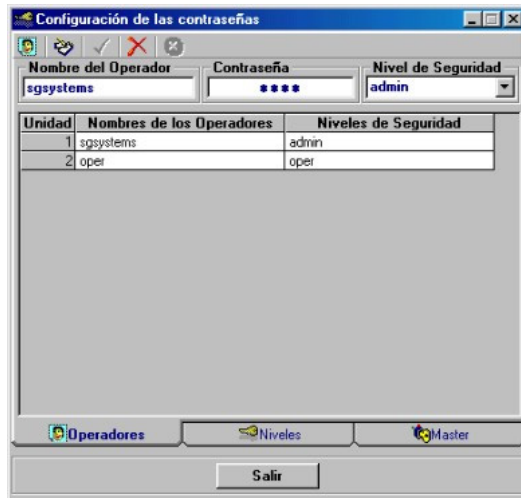 Configuración de las contraseñas
Nombre del Operador Contraseña Nivel de Seguridad
sgsystems **** admin
Unidad Nombres de los Operadores Niveles de Seguridad
1 sgsystems admin
2 oper oper
Operadores Niveles Master
Salir